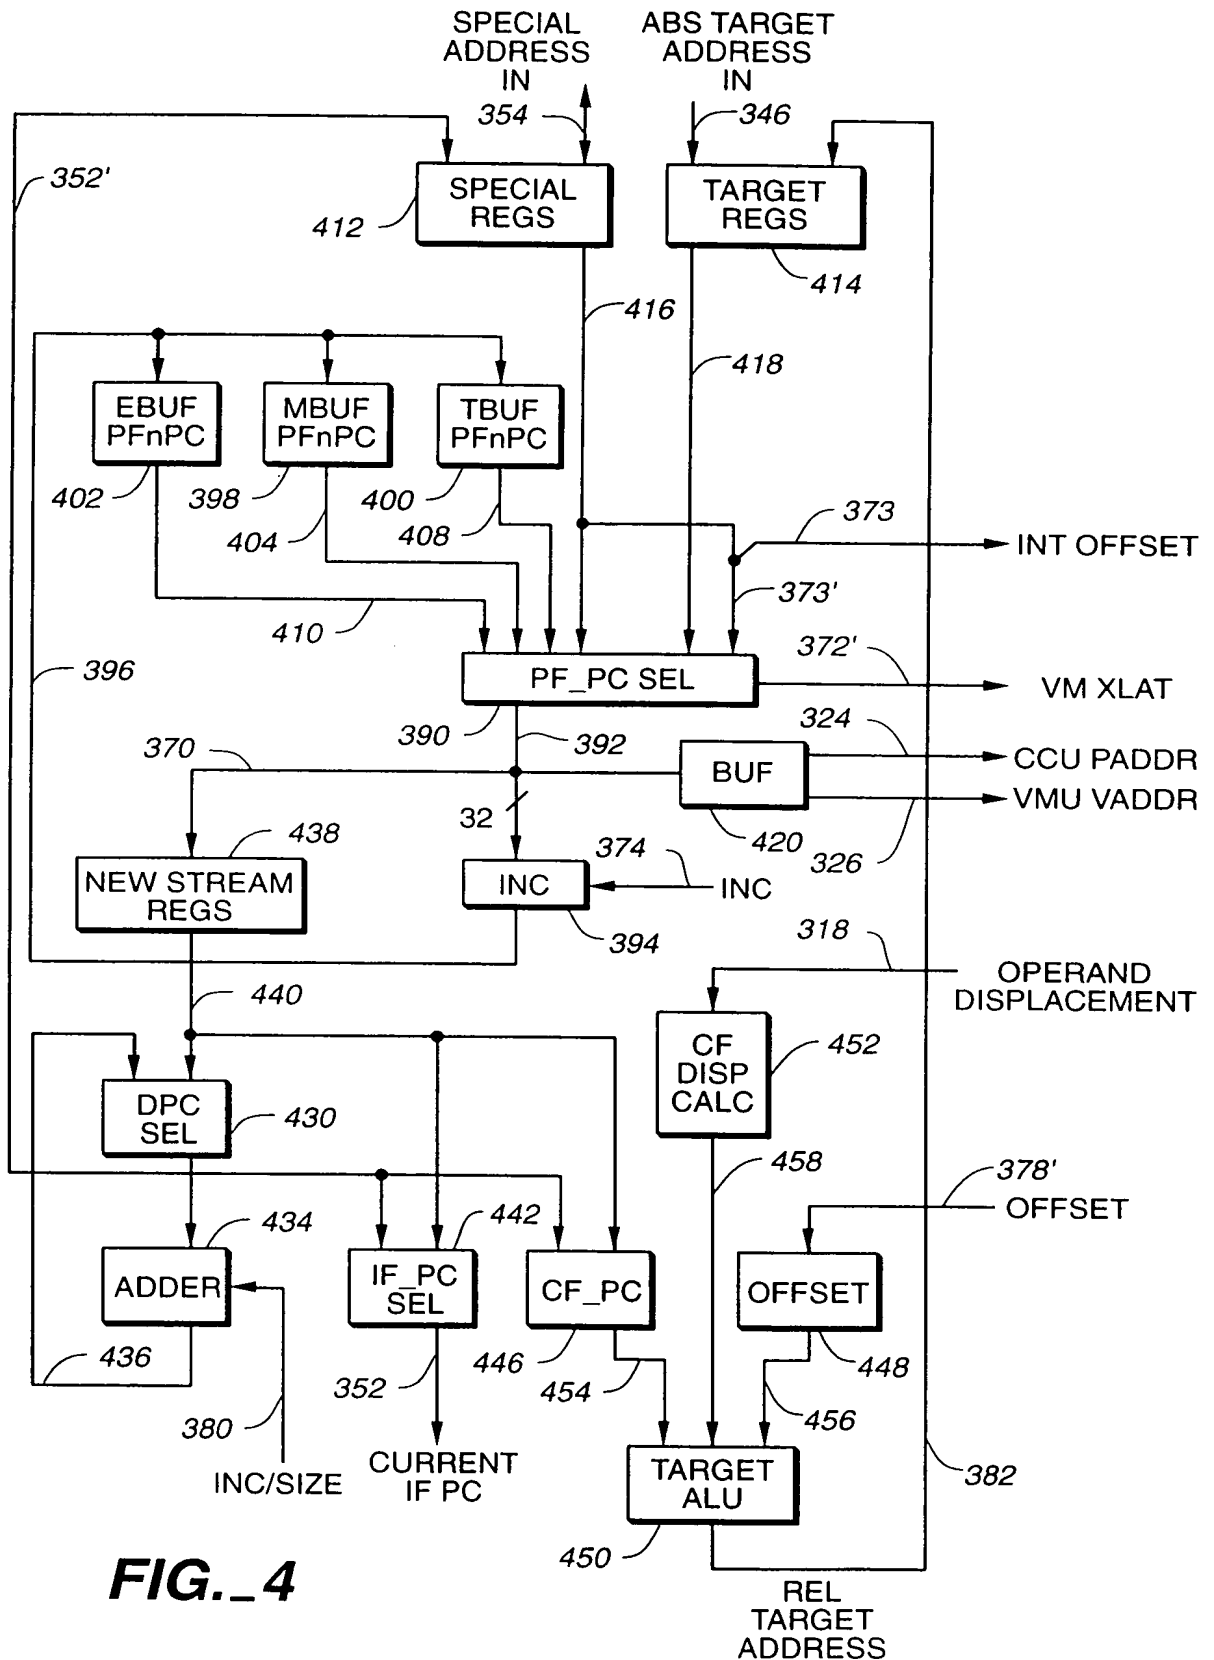 SPECIAL
ADDRESS
IN
ABS TARGET
ADDRESS
IN
354
346
352'
SPECIAL
REGS
412
TARGET
REGS
414
416
418
EBUF
PFnPC
MBUF
PFnPC
TBUF
PFnPC
402
398
400
404
408
410
373
INT OFFSET
373'
396
PF_PC SEL
372'
VM XLAT
390
392
324
370
BUF
CCU PADDR
VMU VADDR
32
420
326
438
374
NEW STREAM
REGS
INC
INC
394
318
440
OPERAND
DISPLACEMENT
CF
DISP
CALC
452
DPC
SEL
430
458
378'
OFFSET
434
442
ADDER
IF_PC
SEL
CF_PC
OFFSET
436
352
446
454
448
456
380
INC/SIZE
CURRENT
IF PC
TARGET
ALU
382
450
FIG._4
REL
TARGET
ADDRESS